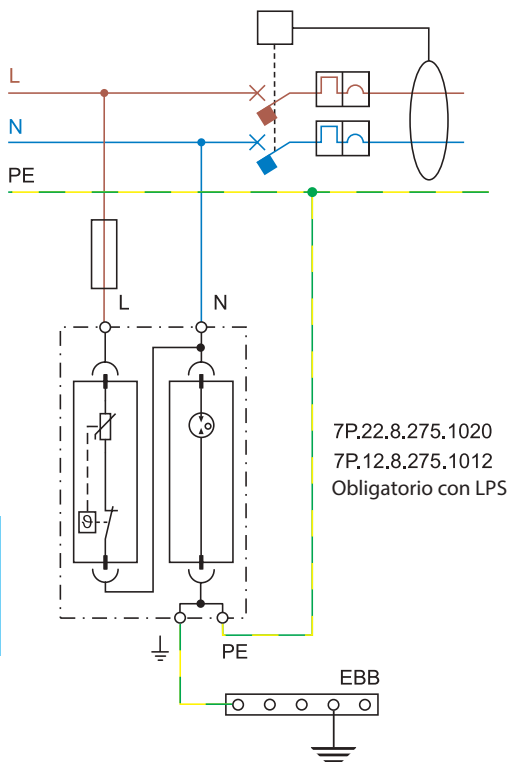 L
N
PE
L
N
7P.22.8.275.1020
7P.12.8.275.1012
Obligatorio con LPS
ϑ
PE
EBB